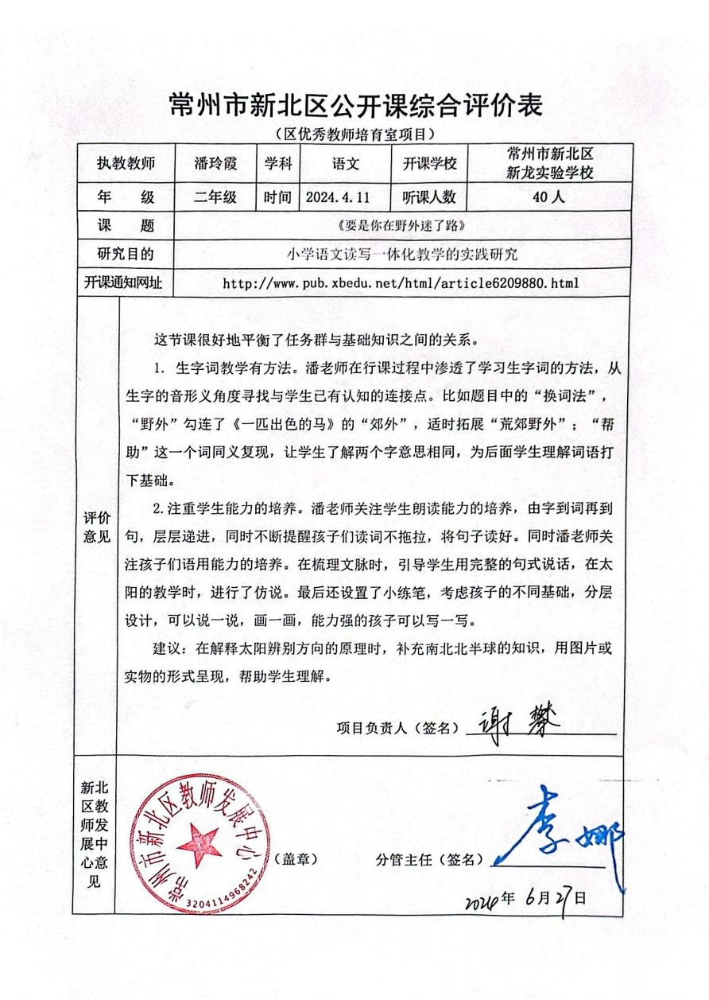 常州市新北区公开课综合评价表
（区优秀教师培育室项目）
执教教师 潘玲霞 学科 语文 开课学校 常州市新北区
新龙实验学校
年 级 二年级 时间 2024.4.11 听课人数 40人
课 题 《要是你在野外迷了路》
研究目的 小学语文读写一体化教学的实践研究
开课通知网址 http://www.pub.xbedu.net/html/article6209880.html
评价
意见
这节课很好地平衡了任务群与基础知识之间的关系。
1. 生字词教学有方法。潘老师在行课过程中渗透了学习生字词的方法，从
生字的音形义角度寻找与学生已有认知的连接点。比如题目中的“换词法”，
“野外”勾连了《一匹出色的马》的“郊外”，适时拓展“荒郊野外”；“帮
助”这一个词同义复现，让学生了解两个字意思相同，为后面学生理解词语打
下基础。
2.注重学生能力的培养。潘老师关注学生朗读能力的培养，由字到词再到
句，层层递进，同时不断提醒孩子们读词不拖拉，将句子读好。同时潘老师关
注孩子们语用能力的培养。在梳理文脉时，引导学生用完整的句式说话，在太
阳的教学时，进行了仿说。最后还设置了小练笔，考虑孩子的不同基础，分层
设计，可以说一说，画一画，能力强的孩子可以写一写。
建议：在解释太阳辨别方向的原理时，补充南北北半球的知识，用图片或
实物的形式呈现，帮助学生理解。
项目负责人（签名）谢攀
新北
区教
师发
展中
心意
见
常州市新北区教师发展中心
3204114968242
（盖章） 分管主任（签名）李娜
2024年 6月27日